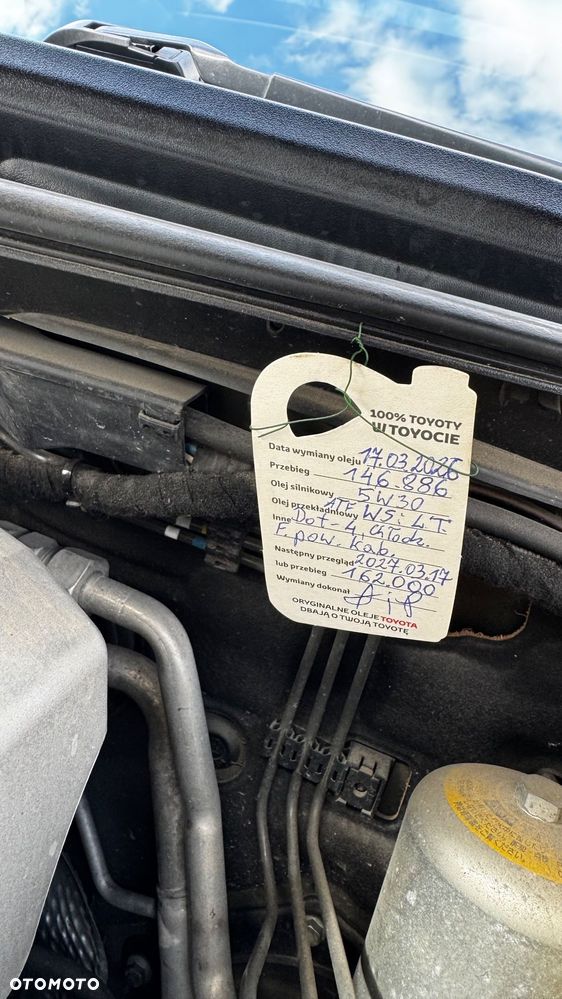 100% TOYOTY
W TOYOCIE
Data wymiany oleju 17.03.2026
Przebieg 146.886
Olej silnikowy 5W30
Olej przekładniowy ATF WS: 4T
Inne Dot-4, Chłodz.
F. pow. Kab.
Następny przegląd 2027.03.17
lub przebieg 162.000
Wymiany dokonał
ORYGINALNE OLEJE TOYOTA
DBAJĄ O TWOJĄ TOYOTĘ
OTOMOTO